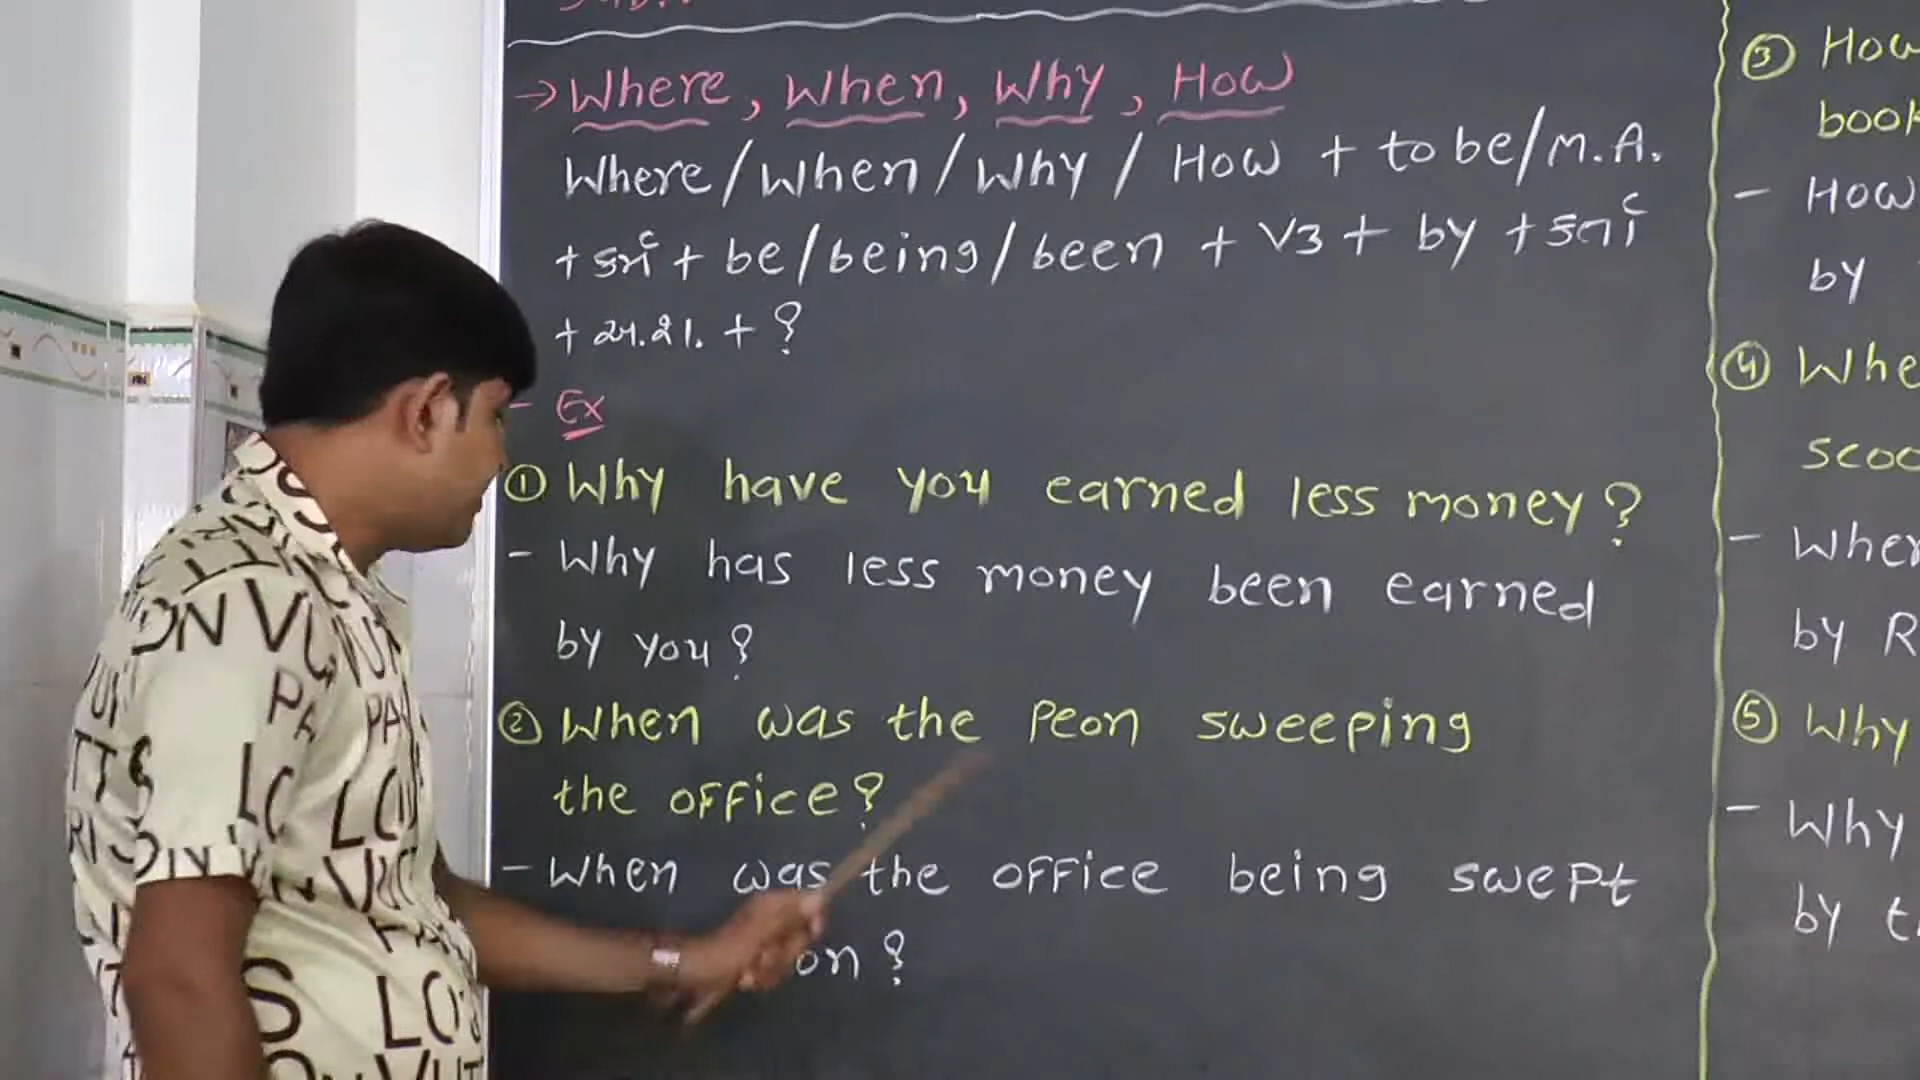 → Where, When, Why, How
Where / When / Why / How + to be/M.A.
+ કર્મ + be/being/been + V3 + by + કર્તા
+ અ.શ. + ?
- Ex
① Why have you earned less money?
- Why has less money been earned
by you?
② When was the Peon sweeping
the office?
- When was the office being swept
on?
③ How
book
- How
by
④ Whe
scoo
- When
by R
⑤ Why
- Why
by t